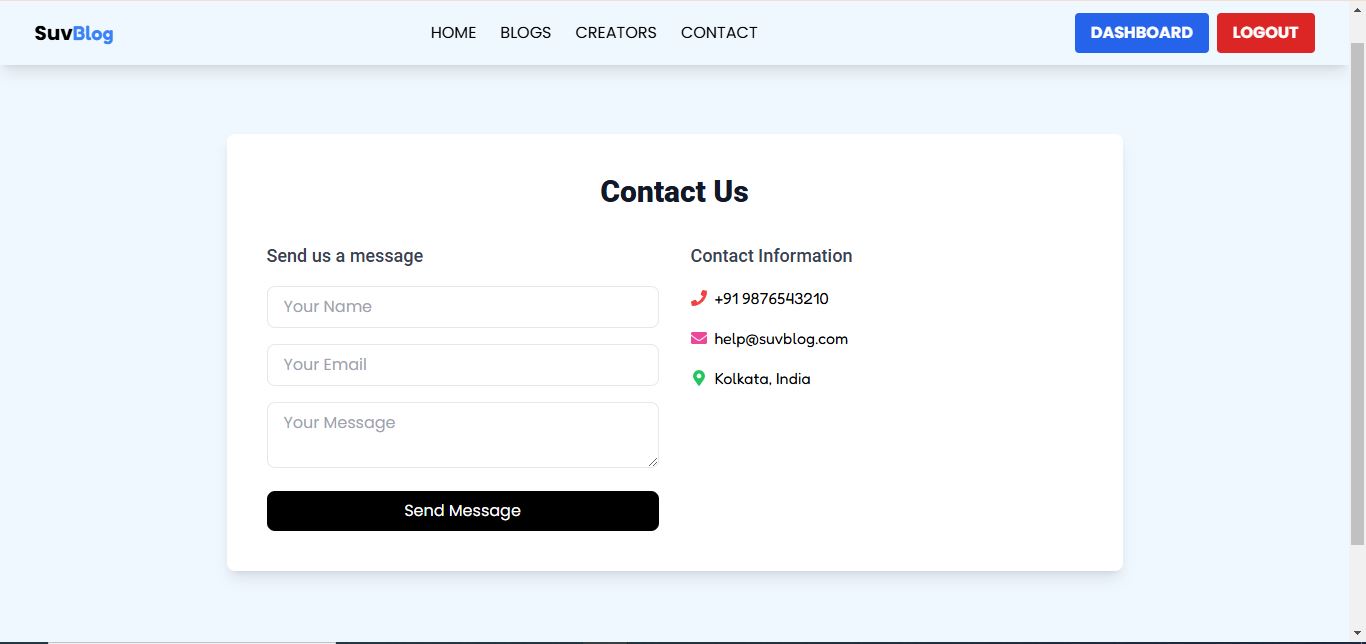 SuvBlog
HOME BLOGS CREATORS CONTACT
DASHBOARD LOGOUT
Contact Us
Send us a message
Your Name
Your Email
Your Message
Send Message
Contact Information
+91 9876543210
help@suvblog.com
Kolkata, India